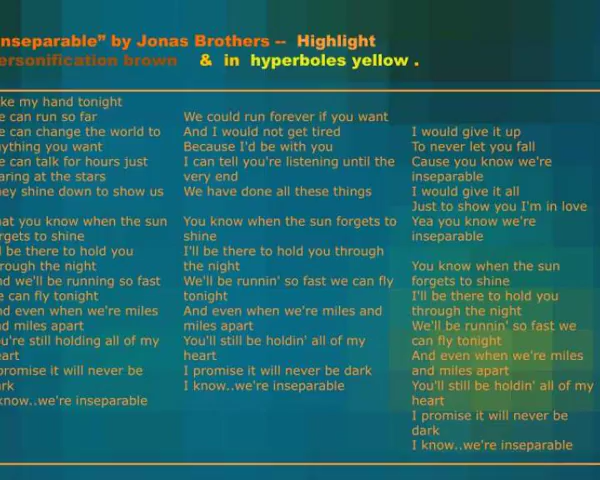 nseparable” by Jonas Brothers -- Highlight
ersonification brown & in hyperboles yellow .
ke my hand tonight
e can run so far
e can change the world to
ything you want
e can talk for hours just
aring at the stars
ey shine down to show us
at you know when the sun
rgets to shine
l be there to hold you
rough the night
d we'll be running so fast
e can fly tonight
d even when we're miles
d miles apart
u're still holding all of my
eart
promise it will never be
rk
know..we're inseparable
We could run forever if you want
And I would not get tired
Because I'd be with you
I can tell you're listening until the
very end
We have done all these things
You know when the sun forgets to
shine
I'll be there to hold you through
the night
We'll be runnin' so fast we can fly
tonight
And even when we're miles and
miles apart
You'll still be holdin' all of my
heart
I promise it will never be dark
I know..we're inseparable
I would give it up
To never let you fall
Cause you know we're
inseparable
I would give it all
Just to show you I'm in love
Yea you know we're
inseparable
You know when the sun
forgets to shine
I'll be there to hold you
through the night
We'll be runnin' so fast we
can fly tonight
And even when we're miles
and miles apart
You'll still be holdin' all of my
heart
I promise it will never be
dark
I know..we're inseparable